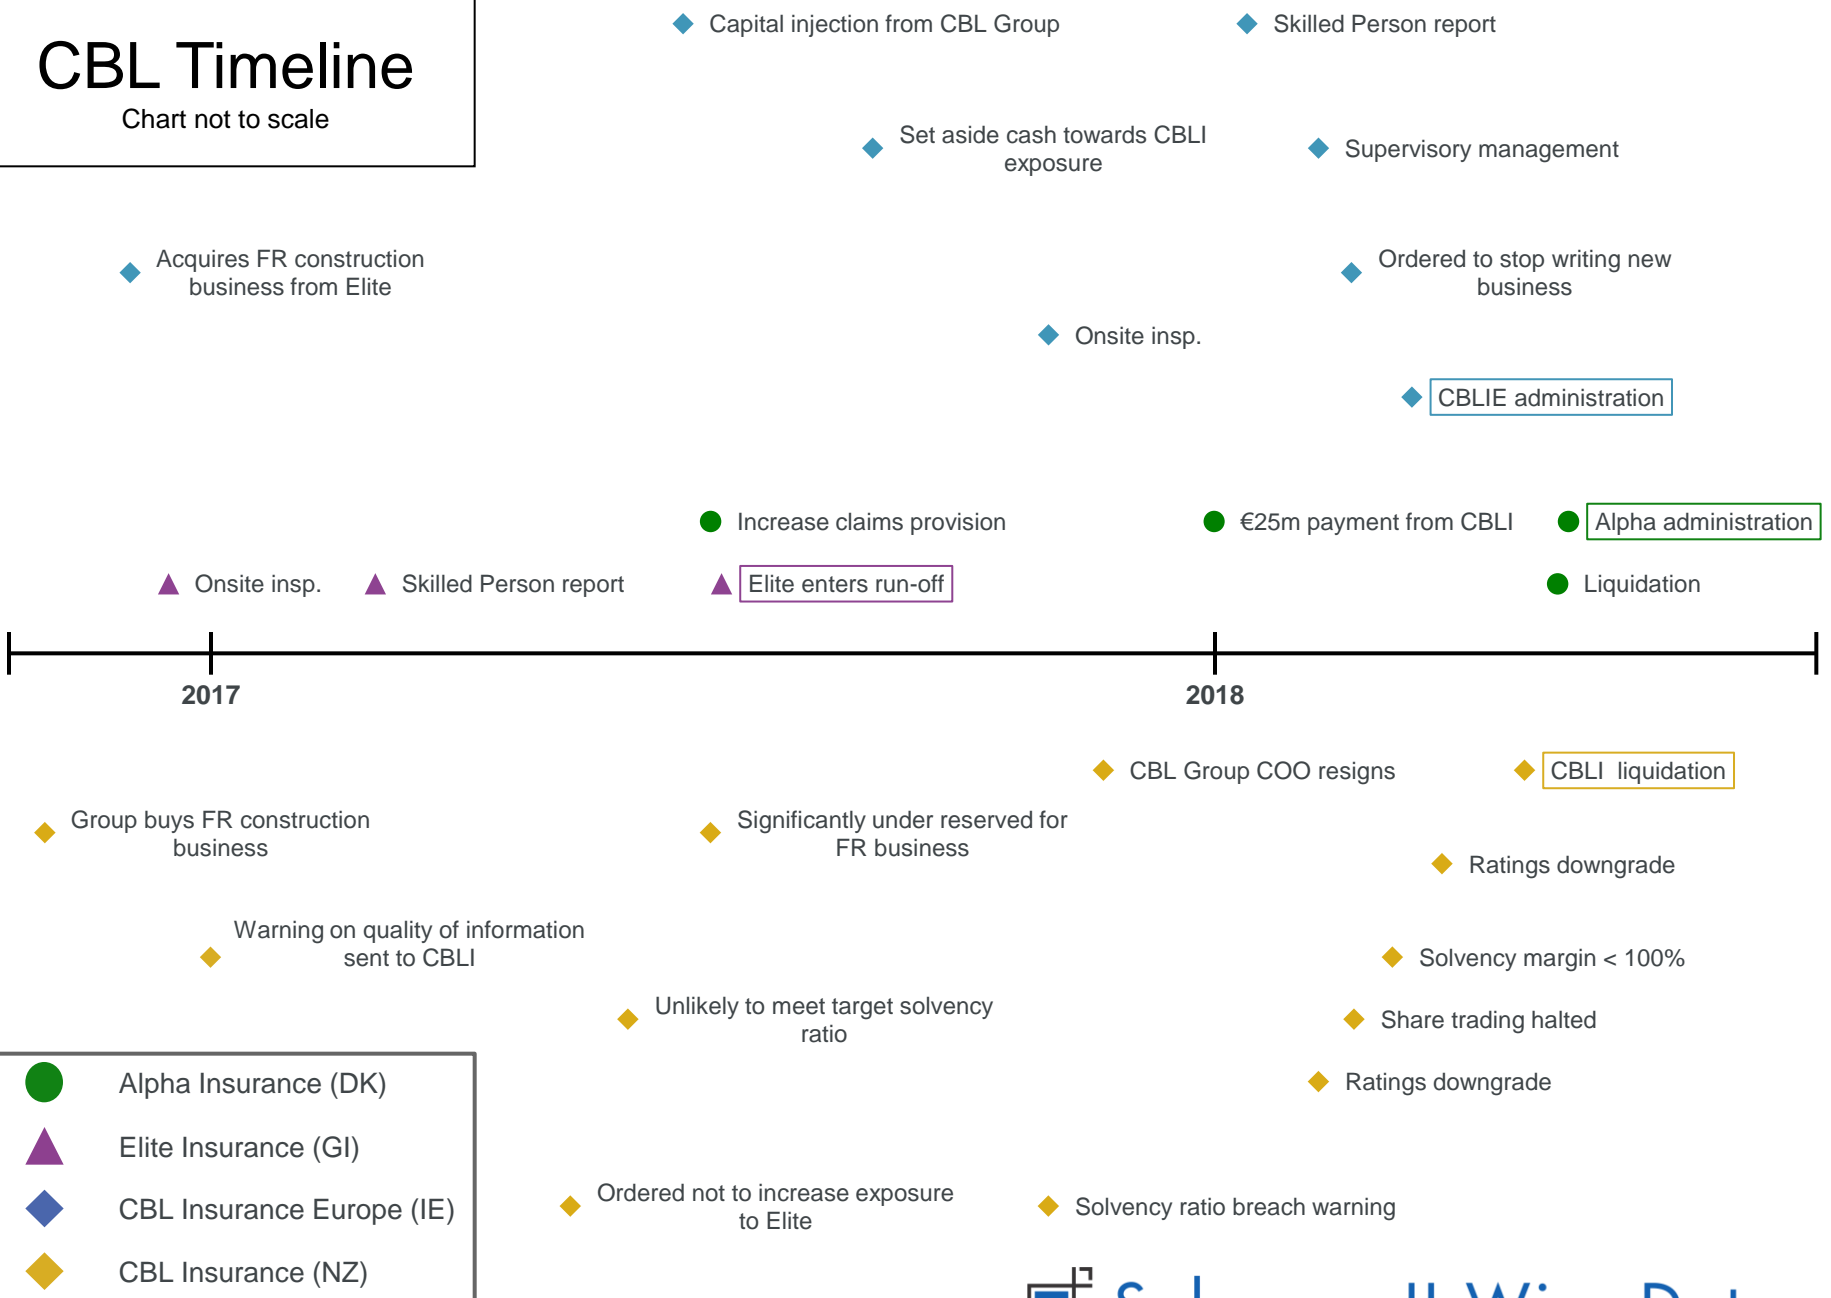 CBL Timeline
Chart not to scale
Capital injection from CBL Group
Skilled Person report
Set aside cash towards CBLI
exposure
Supervisory management
Acquires FR construction
business from Elite
Ordered to stop writing new
business
Onsite insp.
CBLIE administration
Increase claims provision
€25m payment from CBLI
Alpha administration
Onsite insp.
Skilled Person report
Elite enters run-off
Liquidation
2017
2018
CBL Group COO resigns
CBLI liquidation
Group buys FR construction
business
Significantly under reserved for
FR business
Ratings downgrade
Warning on quality of information
sent to CBLI
Solvency margin < 100%
Unlikely to meet target solvency
ratio
Share trading halted
Ratings downgrade
Alpha Insurance (DK)
Elite Insurance (GI)
CBL Insurance Europe (IE)
CBL Insurance (NZ)
Ordered not to increase exposure
to Elite
Solvency ratio breach warning